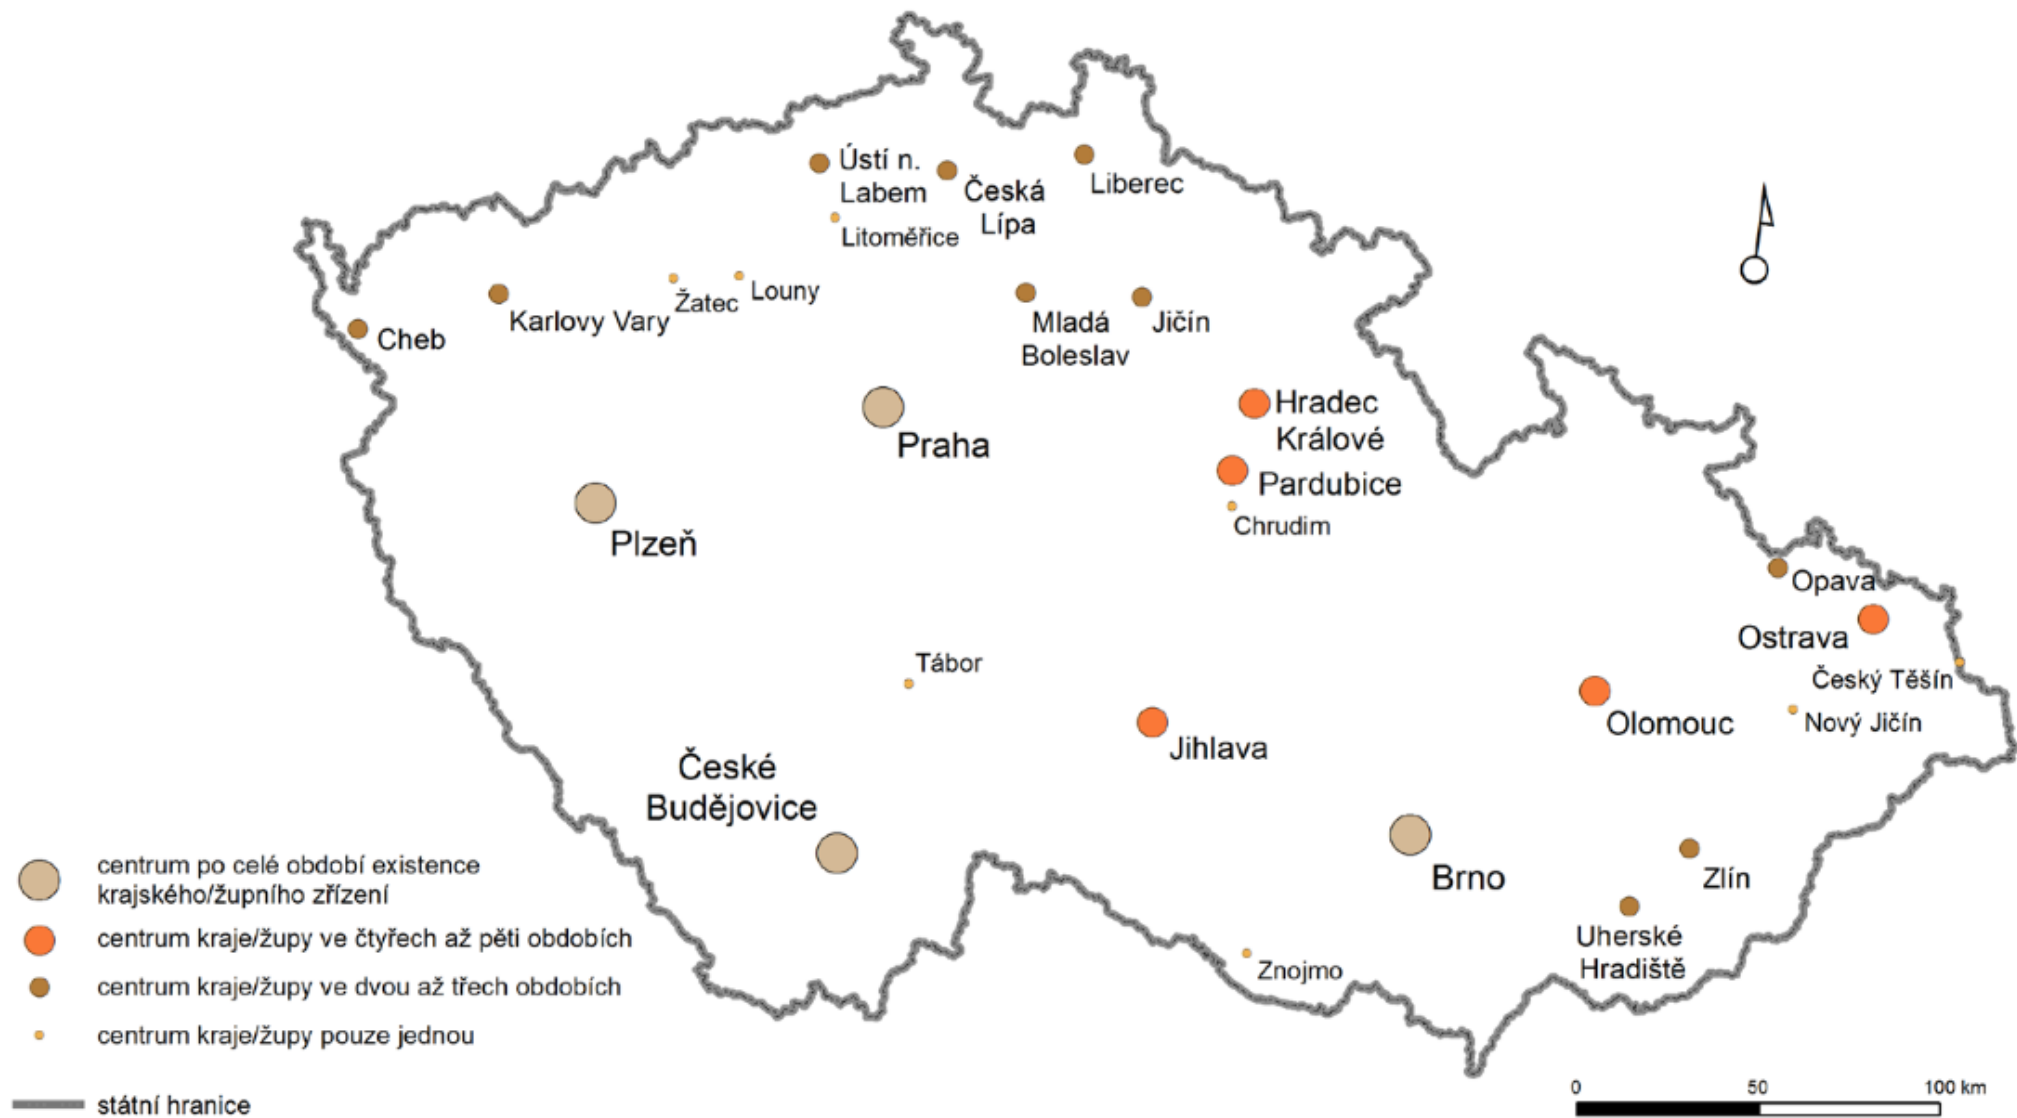 Ústí n.
Labem
Česká
Lípa
Liberec
Litoměřice
Žatec
Louny
Karlovy Vary
Cheb
Mladá
Boleslav
Jičín
Praha
Hradec
Králové
Pardubice
Chrudim
Plzeň
Opava
Ostrava
Český Těšín
Nový Jičín
Olomouc
Tábor
Jihlava
České
Budějovice
Brno
Zlín
Uherské
Hradiště
Znojmo
centrum po celé období existence
krajského/župního zřízení
centrum kraje/župy ve čtyřech až pěti obdobích
centrum kraje/župy ve dvou až třech obdobích
centrum kraje/župy pouze jednou
státní hranice
0 50 100 km